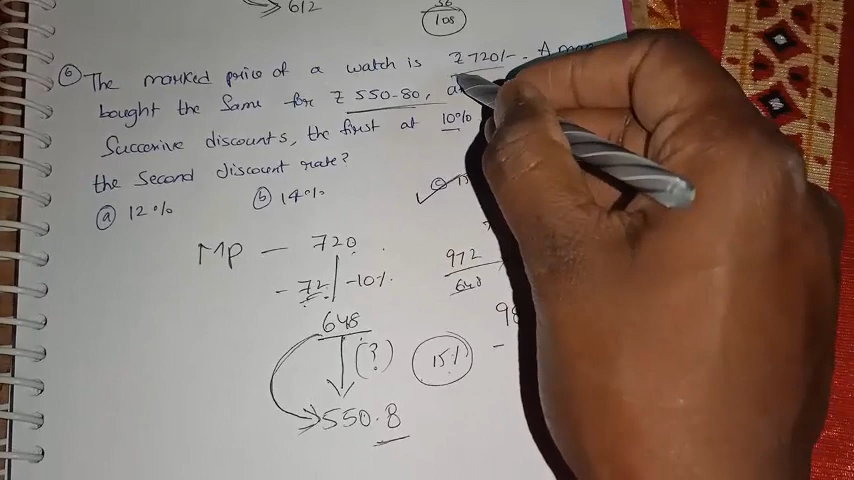 612
56
108
⑥ The marked price of a watch is ₹720/-. A man
bought the same for ₹ 550-80,
Succerive discounts, the first at 10%
the Second discount rate?
ⓐ 12% ⓑ 14% ⓒ
Mp - 720
- 72 -10%
972
648
648
(?) 15%
550.8